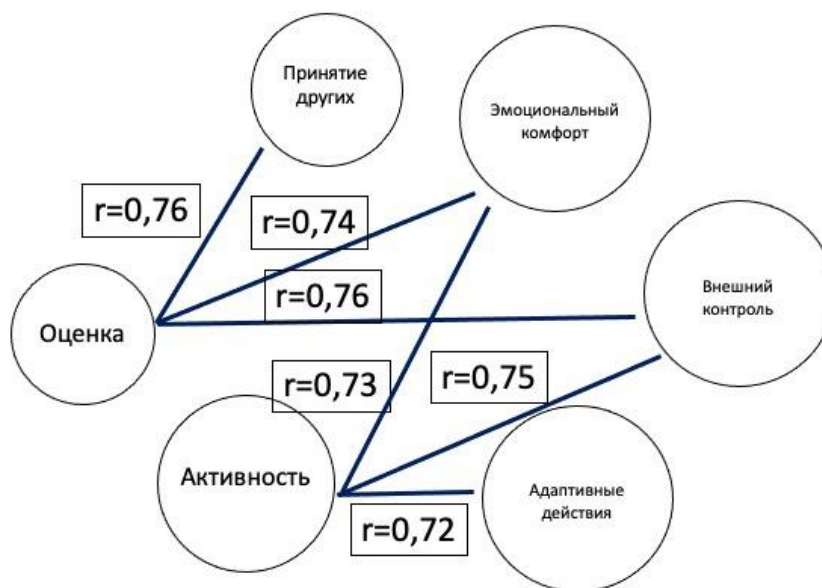 Принятие
других
Эмоциональный
комфорт
r=0,76
r=0,74
r=0,76
Внешний
контроль
Оценка
r=0,73
r=0,75
Активность
Адаптивные
действия
r=0,72